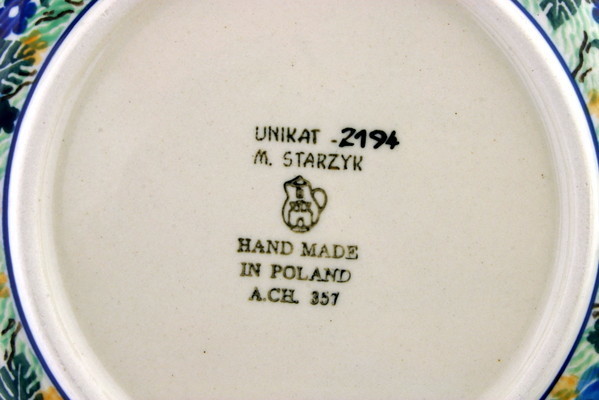 UNIKAT - 2194
M. STARZYK
HAND MADE
IN POLAND
A.CH. 357